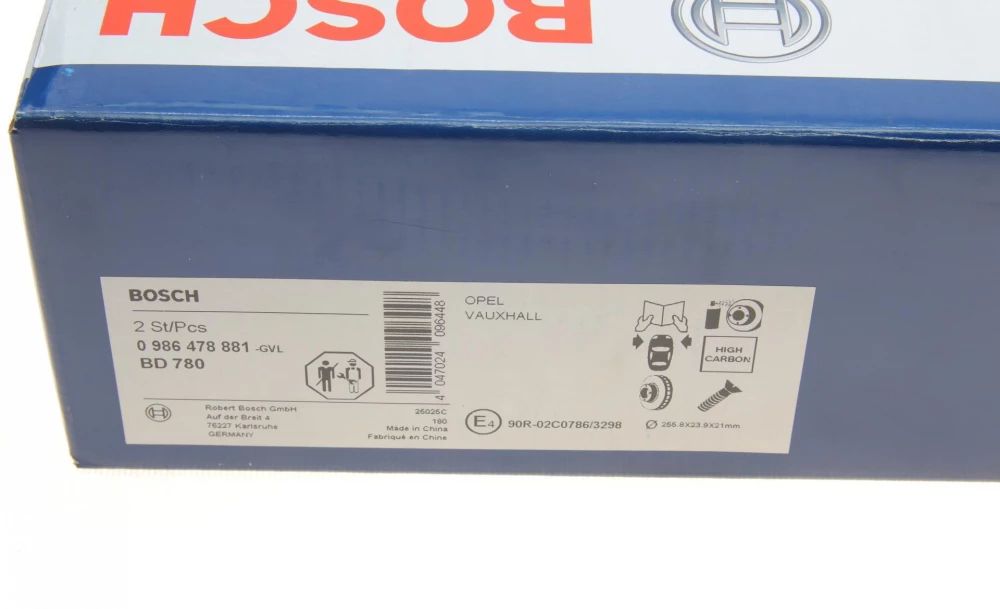 BOSCH
BOSCH
2 St/Pcs
0 986 478 881 -GVL
BD 780
4 047024 096448
Robert Bosch GmbH
Auf der Breit 4
76227 Karlsruhe
GERMANY
25025C
180
Made in China
Fabriqué en Chine
OPEL
VAUXHALL
HIGH
CARBON
E4 90R-02C0786/3298
Ø 255.8X23.9X21mm